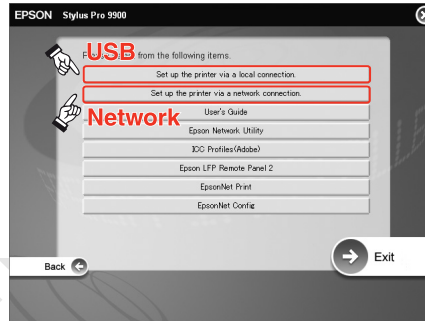 EPSON Stylus Pro 9900
USB
from the following items.
Set up the printer via a local connection.
Set up the printer via a network connection.
Network
User's Guide
Epson Network Utility
ICC Profiles(Adobe)
Epson LFP Remote Panel 2
EpsonNet Print
EpsonNet Config
Exit
Back